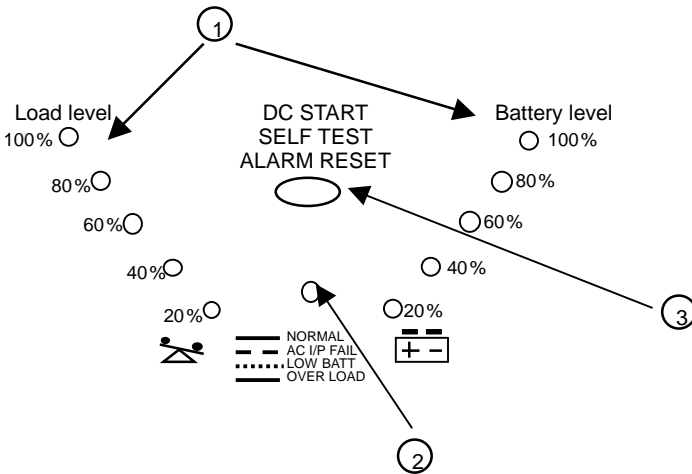 1
Load level
DC START
SELF TEST
ALARM RESET
Battery level
100%
100%
80%
80%
60%
60%
40%
40%
20%
20%
3
NORMAL
AC I/P FAIL
LOW BATT
OVER LOAD
+ −
2